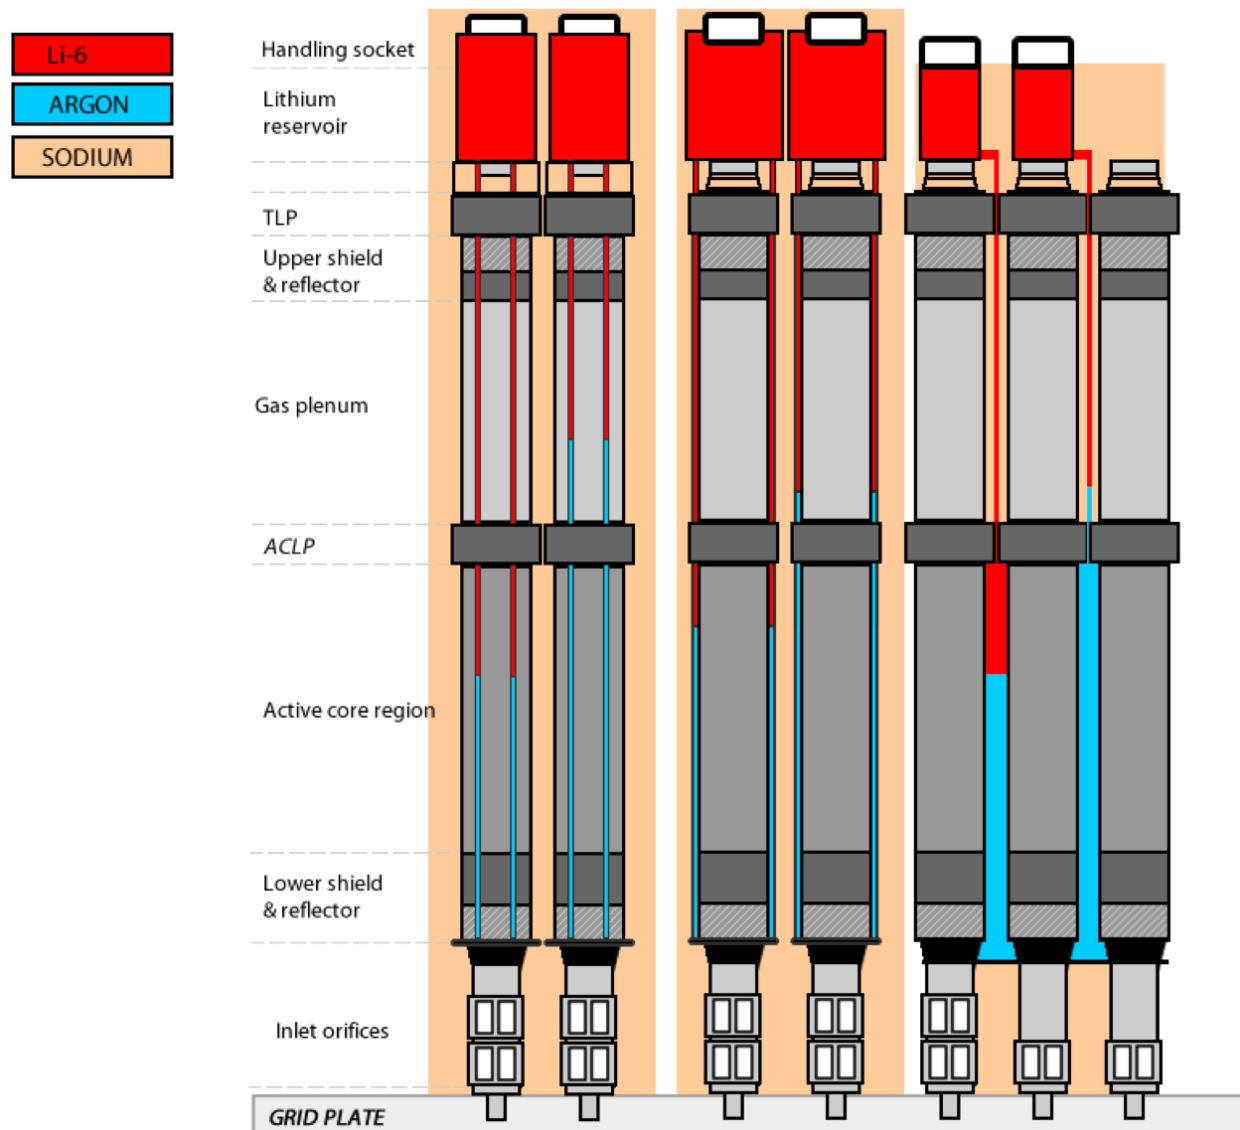 Li-6
ARGON
SODIUM
Handling socket
Lithium
reservoir
TLP
Upper shield
& reflector
Gas plenum
ACLP
Active core region
Lower shield
& reflector
Inlet orifices
GRID PLATE